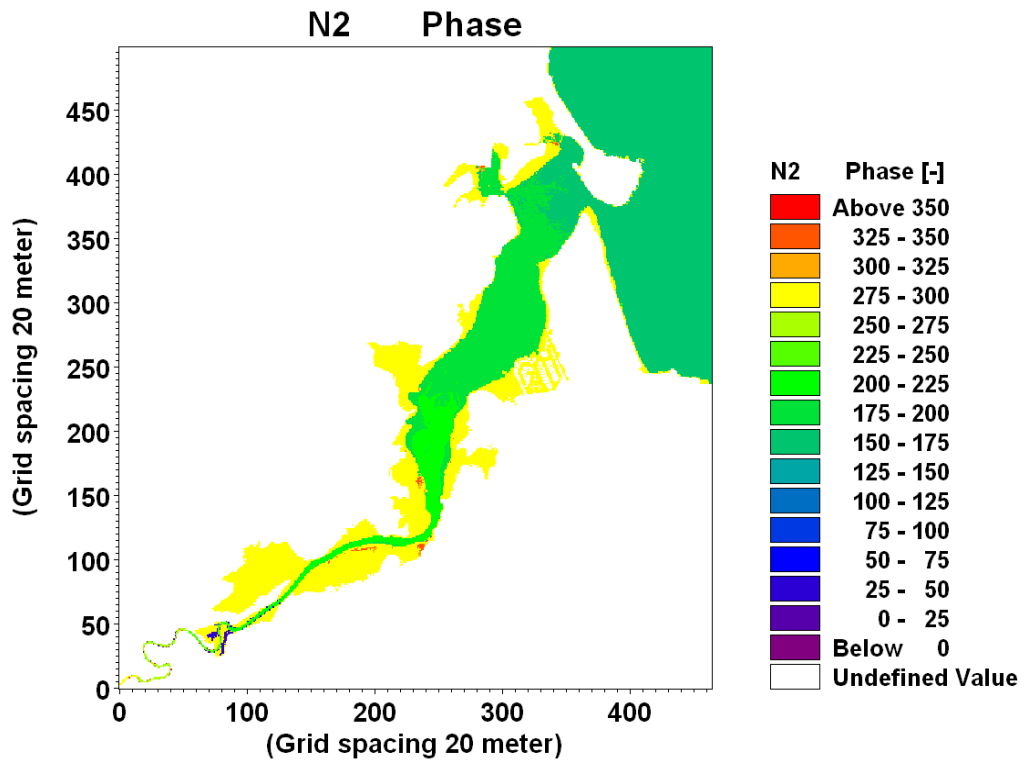 N2 Phase
450
400
350
300
250
200
150
100
50
0
(Grid spacing 20 meter)
0 100 200 300 400
(Grid spacing 20 meter)
N2 Phase [-]
Above 350
325 - 350
300 - 325
275 - 300
250 - 275
225 - 250
200 - 225
175 - 200
150 - 175
125 - 150
100 - 125
75 - 100
50 - 75
25 - 50
0 - 25
Below 0
Undefined Value